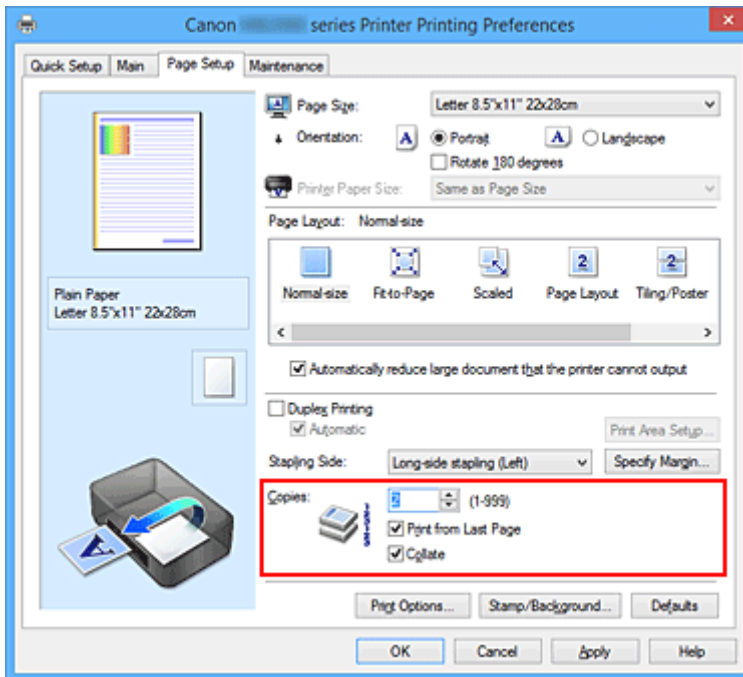 Canon series Printer Printing Preferences
Quick Setup Main Page Setup Maintenance
Page Size: Letter 8.5"x11" 22x28cm
Orientation: A Portrait A Landscape
Rotate 180 degrees
Printer Paper Size: Same as Page Size
Page Layout: Normal-size
2 2
Normal-size Fit-to-Page Scaled Page Layout Tiling/Poster
Plain Paper
Letter 8.5"x11" 22x28cm
Automatically reduce large document that the printer cannot output
Duplex Printing
Automatic
Print Area Setup...
Stapling Side: Long-side stapling (Left) Specify Margin...
Copies: 2 (1-999)
Print from Last Page
Collate
A
Print Options... Stamp/Background... Defaults
OK Cancel Apply Help